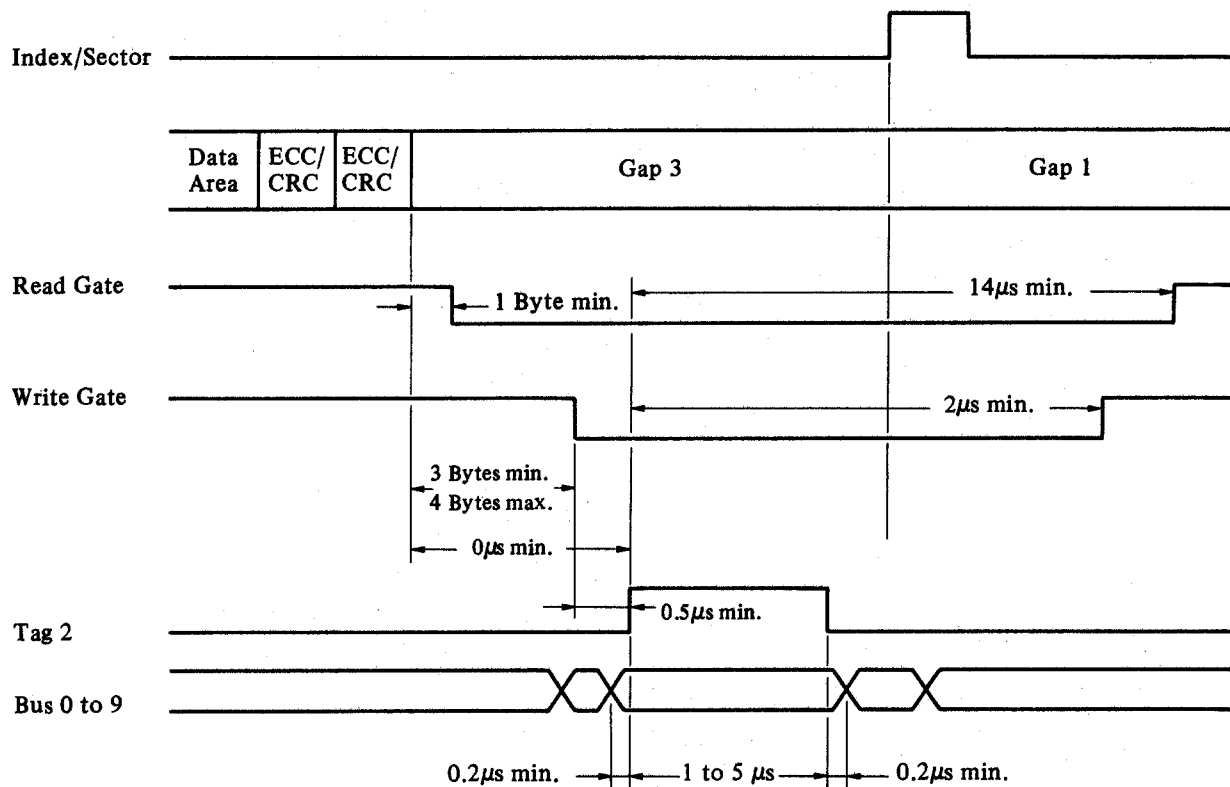 Index/Sector
Data
Area
ECC/
CRC
ECC/
CRC
Gap 3
Gap 1
Read Gate
1 Byte min.
14μs min.
Write Gate
2μs min.
3 Bytes min.
4 Bytes max.
0μs min.
0.5μs min.
Tag 2
Bus 0 to 9
0.2μs min.
1 to 5 μs
0.2μs min.